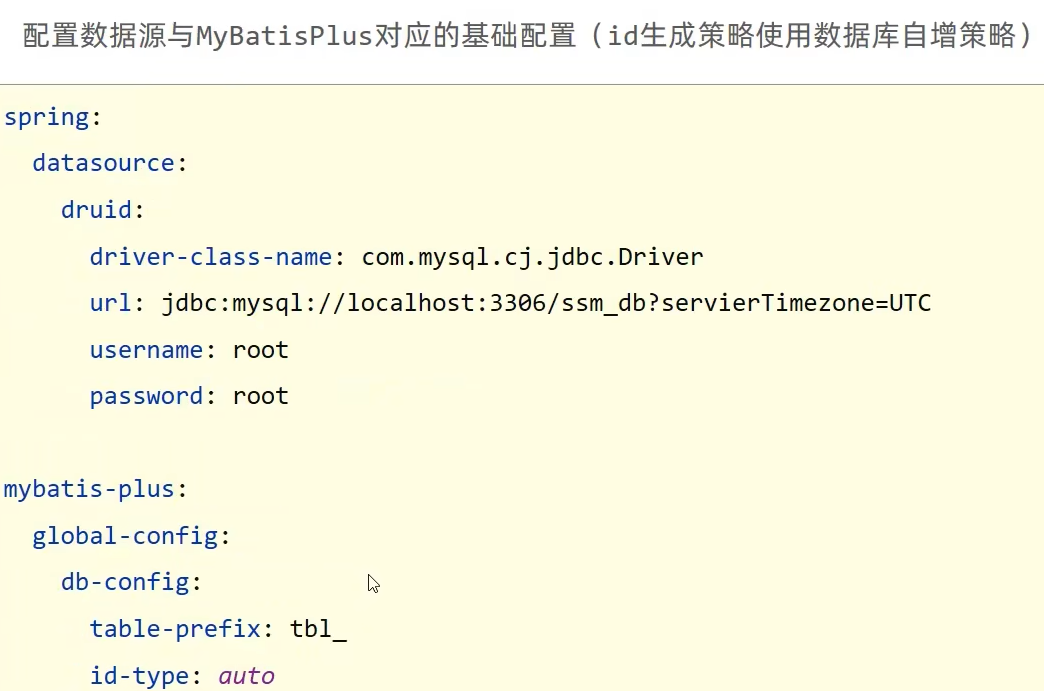 配置数据源与MyBatisPlus对应的基础配置（id生成策略使用数据库自增策略）
spring:
  datasource:
    druid:
      driver-class-name: com.mysql.cj.jdbc.Driver
      url: jdbc:mysql://localhost:3306/ssm_db?servierTimezone=UTC
      username: root
      password: root
mybatis-plus:
  global-config:
    db-config:
      table-prefix: tbl_
      id-type: auto